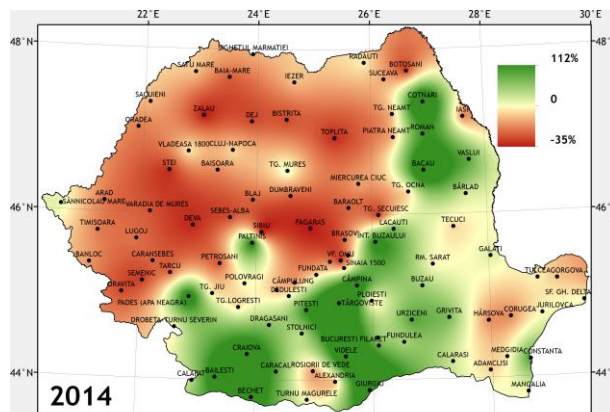 22°E 24°E 26°E 28°E 30°E
48°N 48°N
SIGHETUL MARMATIEI
RADAUTI
SATU MARE
BOTOSANI
BAIA-MARE
IEZER
SUCEAVA
112%
SACUIENI
COTNARI
0
ZALAU
TG. NEAMT
IASI
DEJ BISTRITA
ORADEA
TOPLITA
PIATRA NEAMT
ROMAN
-35%
VLADEASA 1800 CLUJ-NAPOCA
VASLUI
STEI
BAISOARA
TG. MURES
BACAU
MIERCUREA CIUC
ARAD
BLAJ
DUMBRAVENI
TG. OCNA
BÂRLAD
SANNICOLAU MARE
46°N VARADIA DE MURES
BARAOLT
46°N
SEBES-ALBA
TG. SECUIESC
TIMISOARA
DEVA
SIBIU
FAGARAS
LACAUTI
TECUCI
LUGOJ
PALTINIS
BRASOV
INT. BUZAULUI
BANLOC
CARANSEBES
PETROSANI
VF. OMU
GALATI
TARCU
SINAIA 1500
RM. SARAT
SEMENIC
FUNDATA
TULCEA GORGOVA
ORAVITA
POLOVRAGI
CÂMPULUNG
CÂMPINA
BUZAU
SF. GH. DELTA
PADES (APA NEAGRA)
TG. JIU
DEDULESTI
PLOIESTI
TG.LOGRESTI
PITESTI
TÂRGOVISTE
JURILOVCA
DROBETA TURNU SEVERIN
URZICENI
GRIVITA
HÂRSOVA
CORUGEA
DRAGASANI
STOLNICI
BUCURESTI FILARET
FUNDULEA
CRAIOVA
VIDELE
MEDGIDIA
CONSTANTA
44°N
CARACAL
ROSIORII DE VEDE
CALARASI
ADAMCLISI
44°N
CALAFAT
BAILESTI
ALEXANDRIA
GIURGIU
MANGALIA
BECHET
TURNU MAGURELE
2014